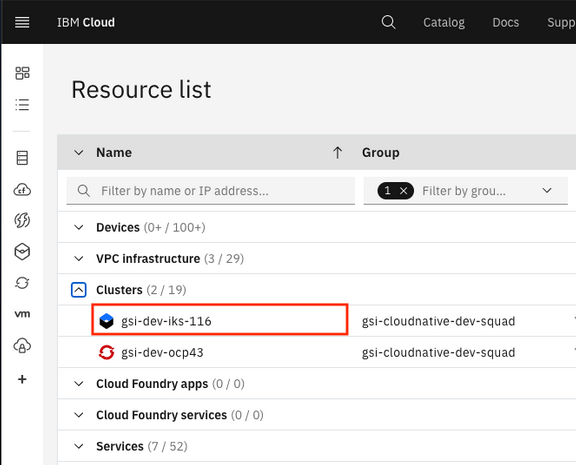 IBM Cloud Catalog Docs Supp
Resource list
Name Group
Filter by name or IP address... 1 × Filter by grou...
Devices (0+ / 100+)
VPC infrastructure (3 / 29)
Clusters (2 / 19)
gsi-dev-iks-116 gsi-cloudnative-dev-squad
gsi-dev-ocp43 gsi-cloudnative-dev-squad
Cloud Foundry apps (0 / 0)
vm
Cloud Foundry services (0 / 0)
Services (7 / 52)